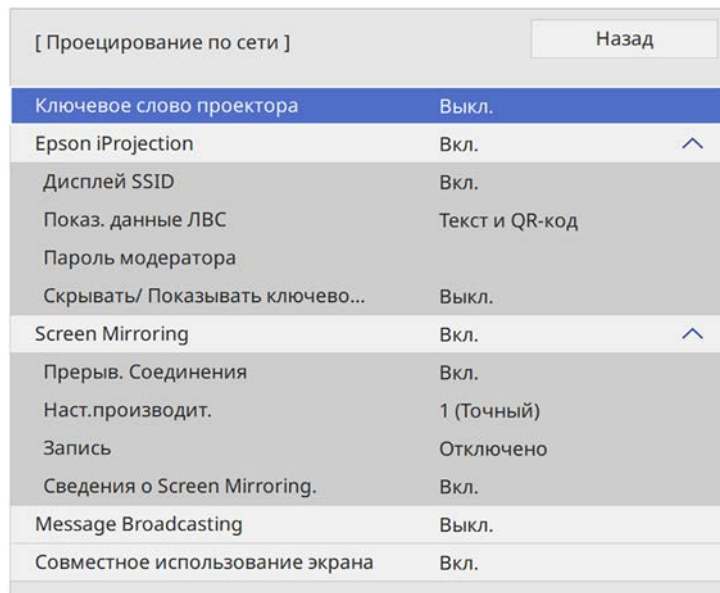 [ Проецирование по сети ] Назад
Ключевое слово проектора Выкл.
Epson iProjection Вкл.
Дисплей SSID Вкл.
Показ. данные ЛВС Текст и QR-код
Пароль модератора
Скрывать/ Показывать ключево... Выкл.
Screen Mirroring Вкл.
Прерыв. Соединения Вкл.
Наст.производит. 1 (Точный)
Запись Отключено
Сведения о Screen Mirroring. Вкл.
Message Broadcasting Выкл.
Совместное использование экрана Вкл.